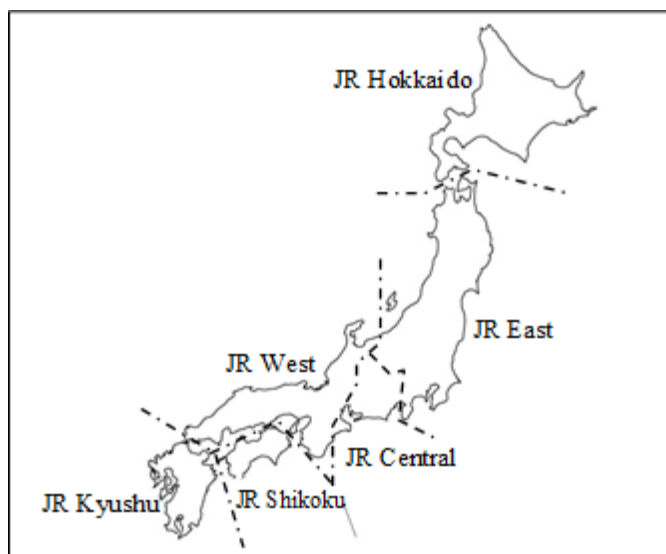 JR Hokkaido
JR East
JR West
JR Central
JR Shikoku
JR Kyushu